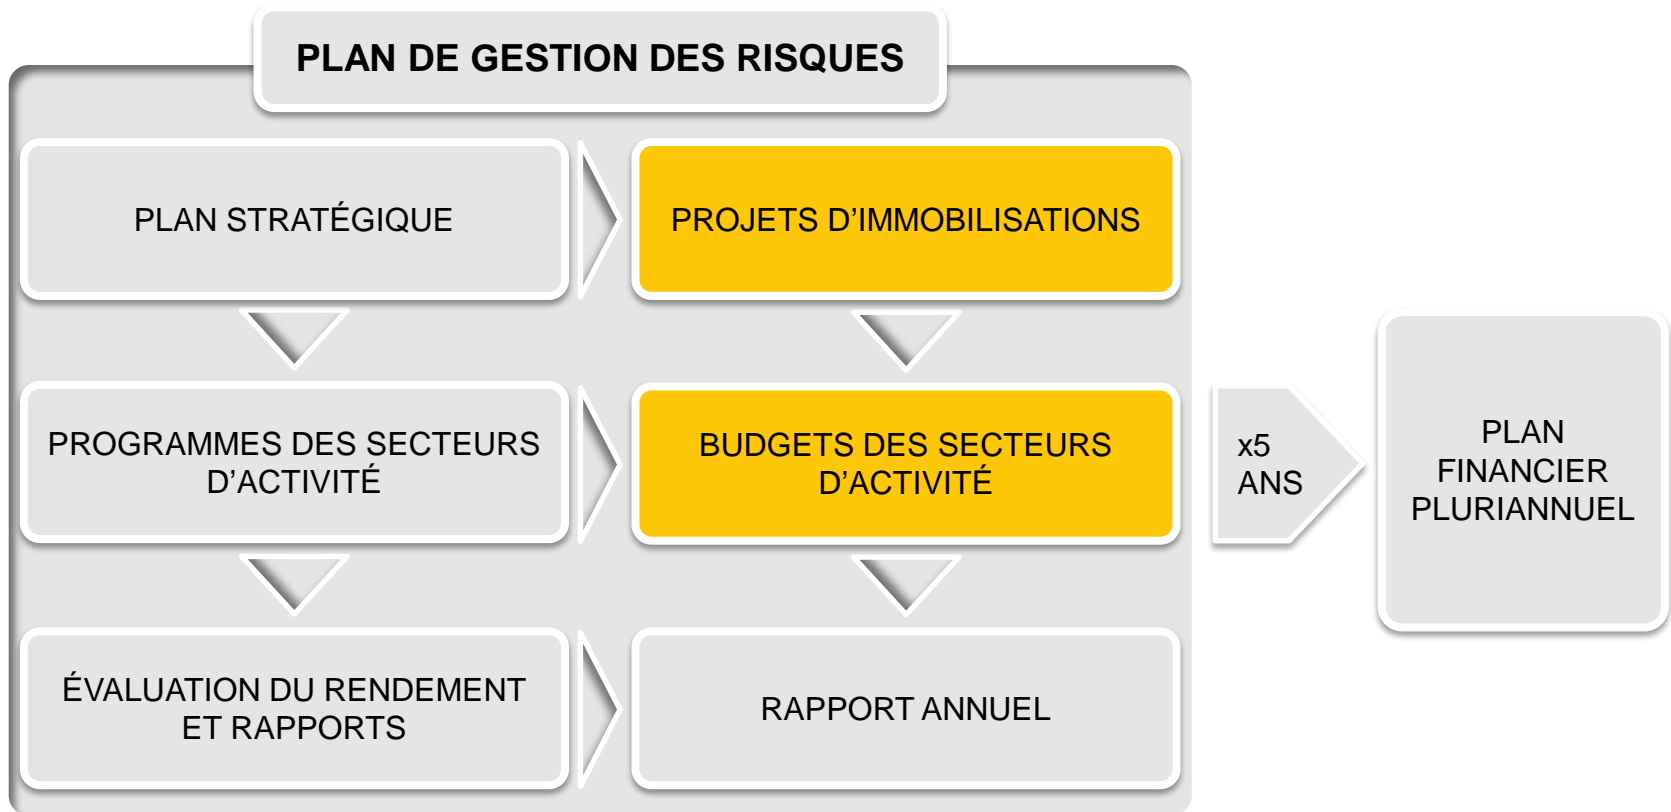 PLAN DE GESTION DES RISQUES
PLAN STRATÉGIQUE
PROJETS D'IMMOBILISATIONS
PROGRAMMES DES SECTEURS
D'ACTIVITÉ
BUDGETS DES SECTEURS
D'ACTIVITÉ
x5
ANS
PLAN
FINANCIER
PLURIANNUEL
ÉVALUATION DU RENDEMENT
ET RAPPORTS
RAPPORT ANNUEL